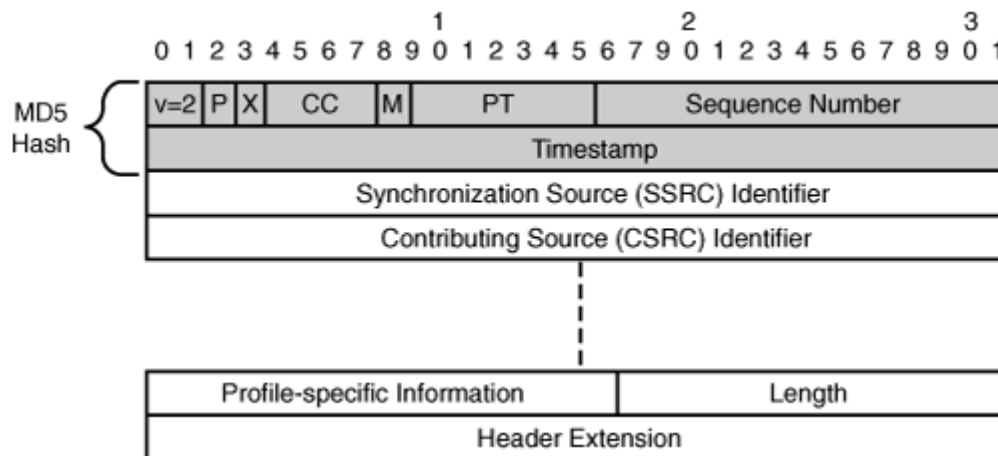 1 2 3
0 1 2 3 4 5 6 7 8 9 0 1 2 3 4 5 6 7 8 9 0 1 2 3 4 5 6 7 8 9 0 1
MD5
Hash
v=2 P X CC M PT Sequence Number
Timestamp
Synchronization Source (SSRC) Identifier
Contributing Source (CSRC) Identifier
Profile-specific Information Length
Header Extension